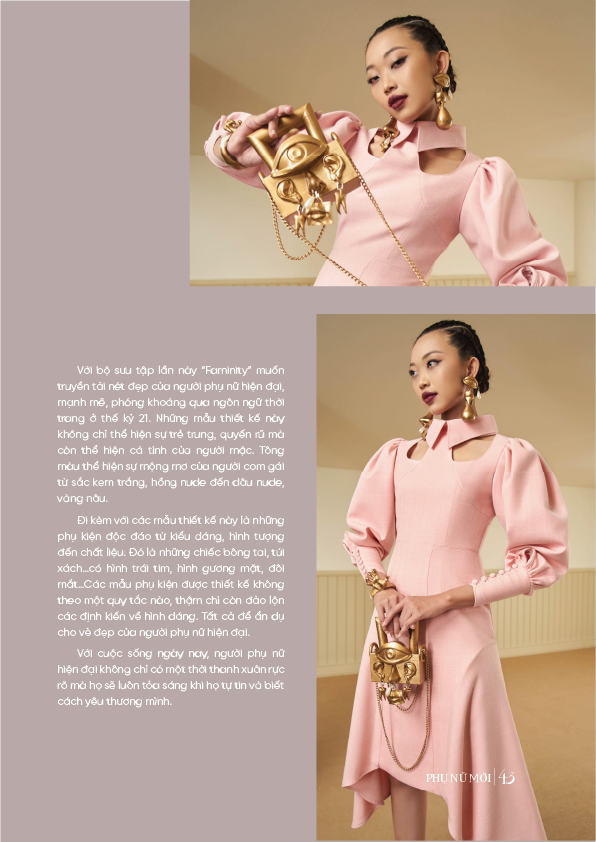 Với bộ sưu tập lần này "Faminity" muốn
truyền tải nét đẹp của người phụ nữ hiện đại,
mạnh mẽ, phóng khoáng qua ngôn ngữ thời
trang ở thế kỷ 21. Những mẫu thiết kế này
không chỉ thể hiện sự trẻ trung, quyến rũ mà
còn thể hiện cá tính của người mặc. Tông
màu thể hiện sự mộng mơ của người con gái
từ sắc kem trắng, hồng nude đến dâu nude,
vàng nâu.
Đi kèm với các mẫu thiết kế này là những
phụ kiện độc đáo từ kiểu dáng, hình tượng
đến chất liệu. Đó là những chiếc bông tai, túi
xách...có hình trái tim, hình gương mặt, đôi
mắt...Các mẫu phụ kiện được thiết kế không
theo một quy tắc nào, thậm chí còn đảo lộn
các định kiến về hình dáng. Tất cả để ẩn dụ
cho vẻ đẹp của người phụ nữ hiện đại.
Với cuộc sống ngày nay, người phụ nữ
hiện đại không chỉ có một thời thanh xuân rực
rỡ mà họ sẽ luôn tỏa sáng khi họ tự tin và biết
cách yêu thương mình.
PHỤ NỮ MỚI | 43